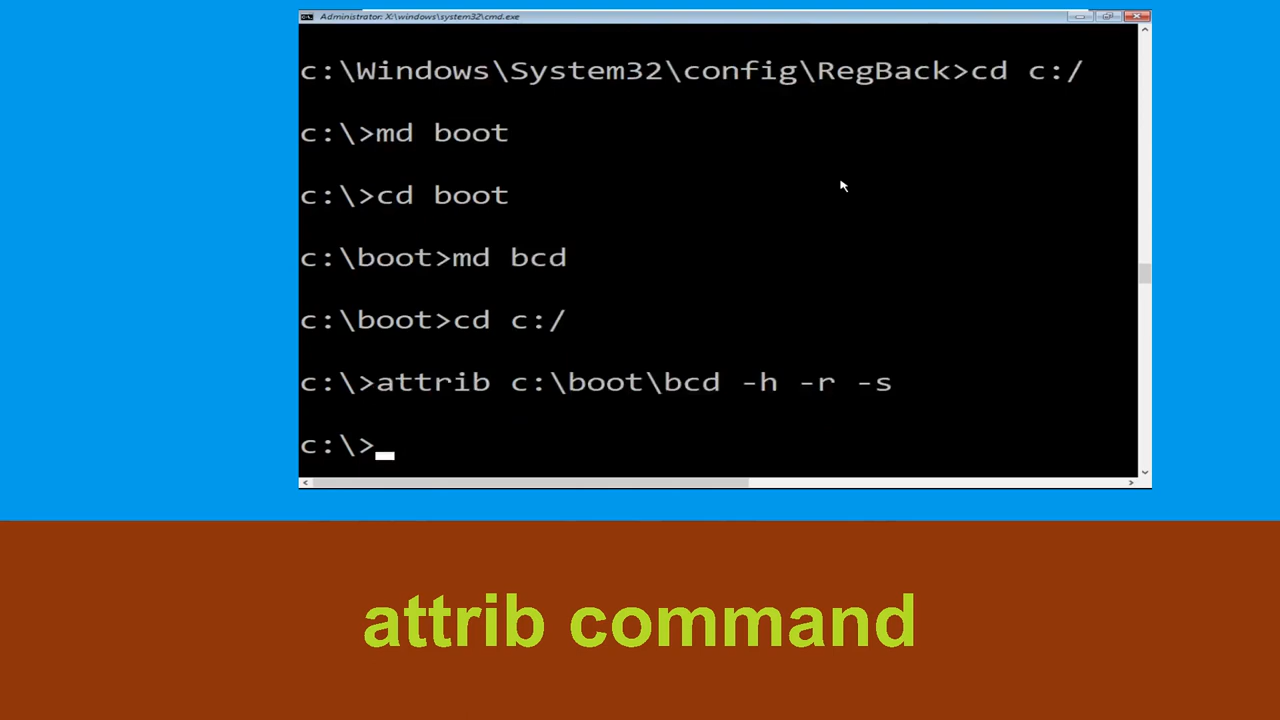 Administrator: X:\windows\system32\cmd.exe
c:\Windows\System32\config\RegBack>cd c:/
c:\>md boot
c:\>cd boot
c:\boot>md bcd
c:\boot>cd c:/
c:\>attrib c:\boot\bcd -h -r -s
c:\>
attrib command